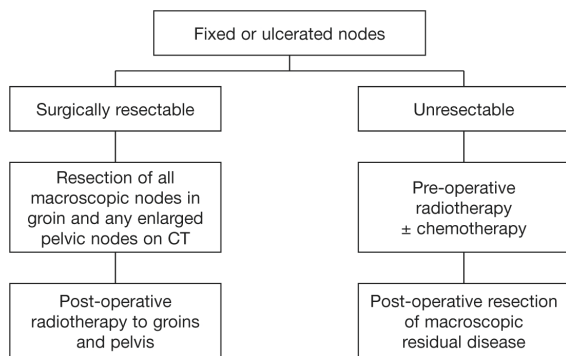 Fixed or ulcerated nodes
Surgically resectable
Unresectable
Resection of all
macroscopic nodes in
groin and any enlarged
pelvic nodes on CT
Pre-operative
radiotherapy
± chemotherapy
Post-operative
radiotherapy to groins
and pelvis
Post-operative resection
of macroscopic
residual disease